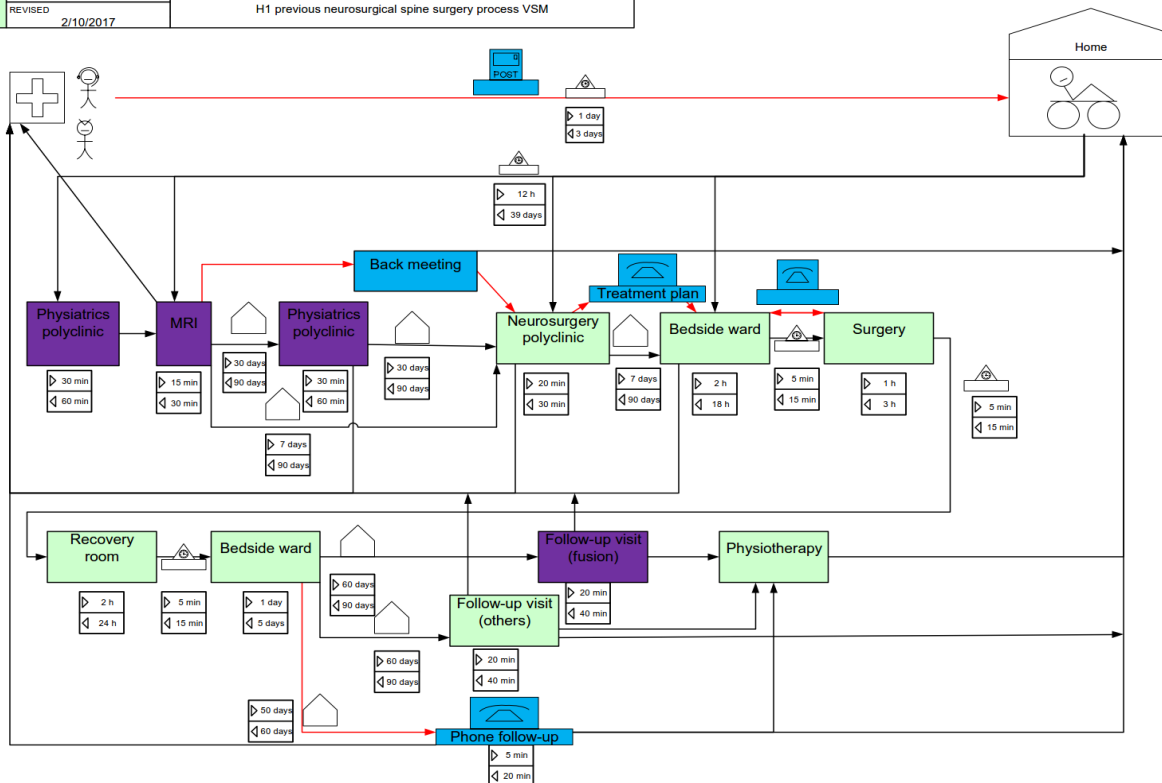 REVISED
2/10/2017
H1 previous neurosurgical spine surgery process VSM
POST
Home
1 day
3 days
12 h
39 days
Back meeting
Treatment plan
Physiatrics
polyclinic
MRI
Physiatrics
polyclinic
Neurosurgery
polyclinic
Bedside ward
Surgery
30 min
60 min
15 min
30 min
30 days
90 days
30 min
60 min
30 days
90 days
20 min
30 min
7 days
90 days
2 h
18 h
5 min
15 min
1 h
3 h
5 min
15 min
7 days
90 days
Recovery
room
Bedside ward
Follow-up visit
(fusion)
Physiotherapy
2 h
24 h
5 min
15 min
1 day
5 days
60 days
90 days
20 min
40 min
Follow-up visit
(others)
60 days
90 days
20 min
40 min
50 days
60 days
Phone follow-up
5 min
20 min